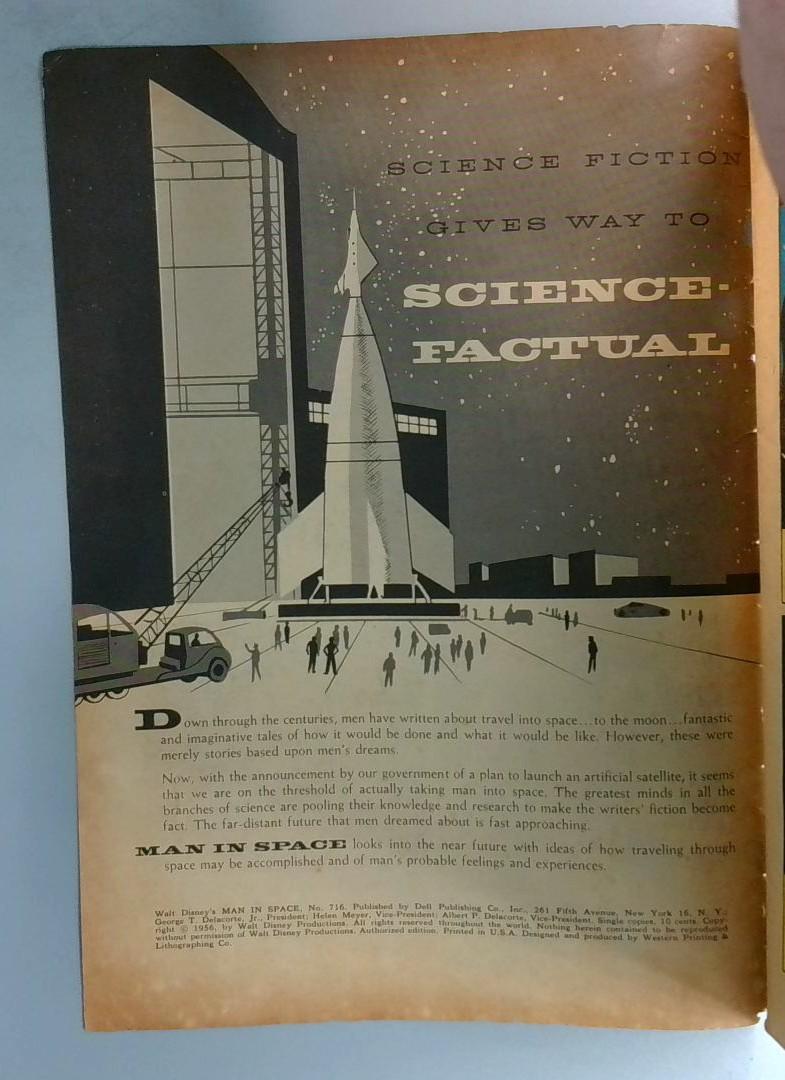 SCIENCE FICTION
GIVES WAY TO
SCIENCE-
FACTUAL
Down through the centuries, men have written about travel into space...to the moon...fantastic
and imaginative tales of how it would be done and what it would be like. However, these were
merely stories based upon men's dreams.
Now, with the announcement by our government of a plan to launch an artificial satellite, it seems
that we are on the threshold of actually taking man into space. The greatest minds in all the
branches of science are pooling their knowledge and research to make the writers' fiction become
fact. The far-distant future that men dreamed about is fast approaching.
MAN IN SPACE looks into the near future with ideas of how traveling through
space may be accomplished and of man's probable feelings and experiences.
Walt Disney's MAN IN SPACE, No. 716. Published by Dell Publishing Co., Inc., 261 Fifth Avenue, New York 16, N. Y.;
George T. Delacorte, Jr., President; Helen Meyer, Vice-President; Albert P. Delacorte, Vice-President. Single copies, 10 cents. Copy-
right © 1956, by Walt Disney Productions. All rights reserved throughout the world. Nothing herein contained to be reproduced
without permission of Walt Disney Productions. Authorized edition. Printed in U.S.A. Designed and produced by Western Printing &
Lithographing Co.